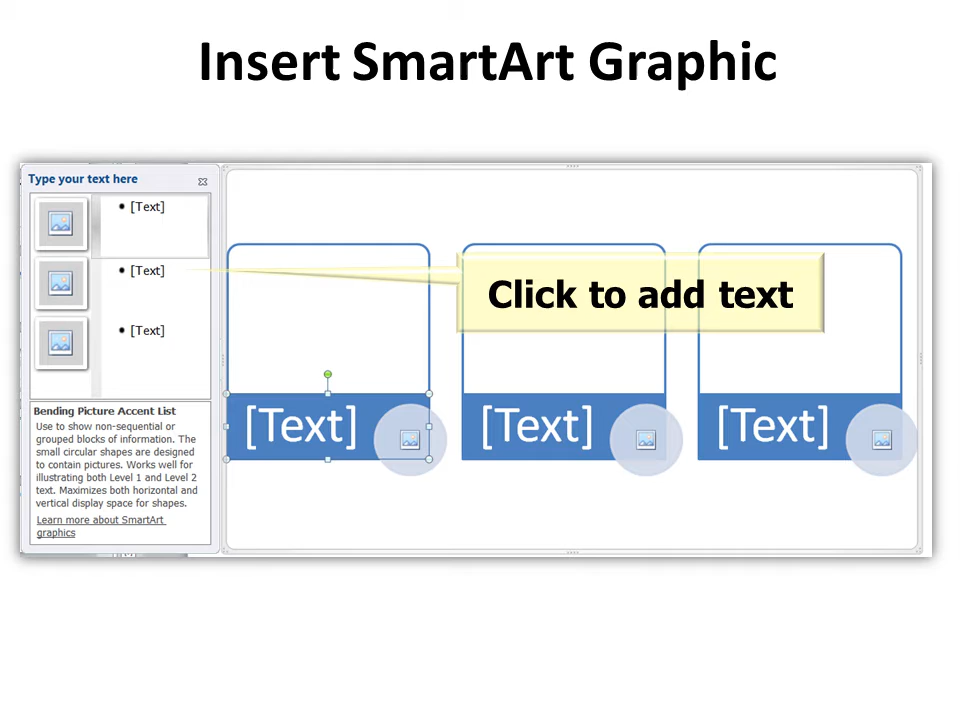 Insert SmartArt Graphic
Type your text here
• [Text]
• [Text]
• [Text]
Bending Picture Accent List
Use to show non-sequential or
grouped blocks of information. The
small circular shapes are designed
to contain pictures. Works well for
illustrating both Level 1 and Level 2
text. Maximizes both horizontal and
vertical display space for shapes.
Learn more about SmartArt
graphics
Click to add text
[Text]
[Text]
[Text]